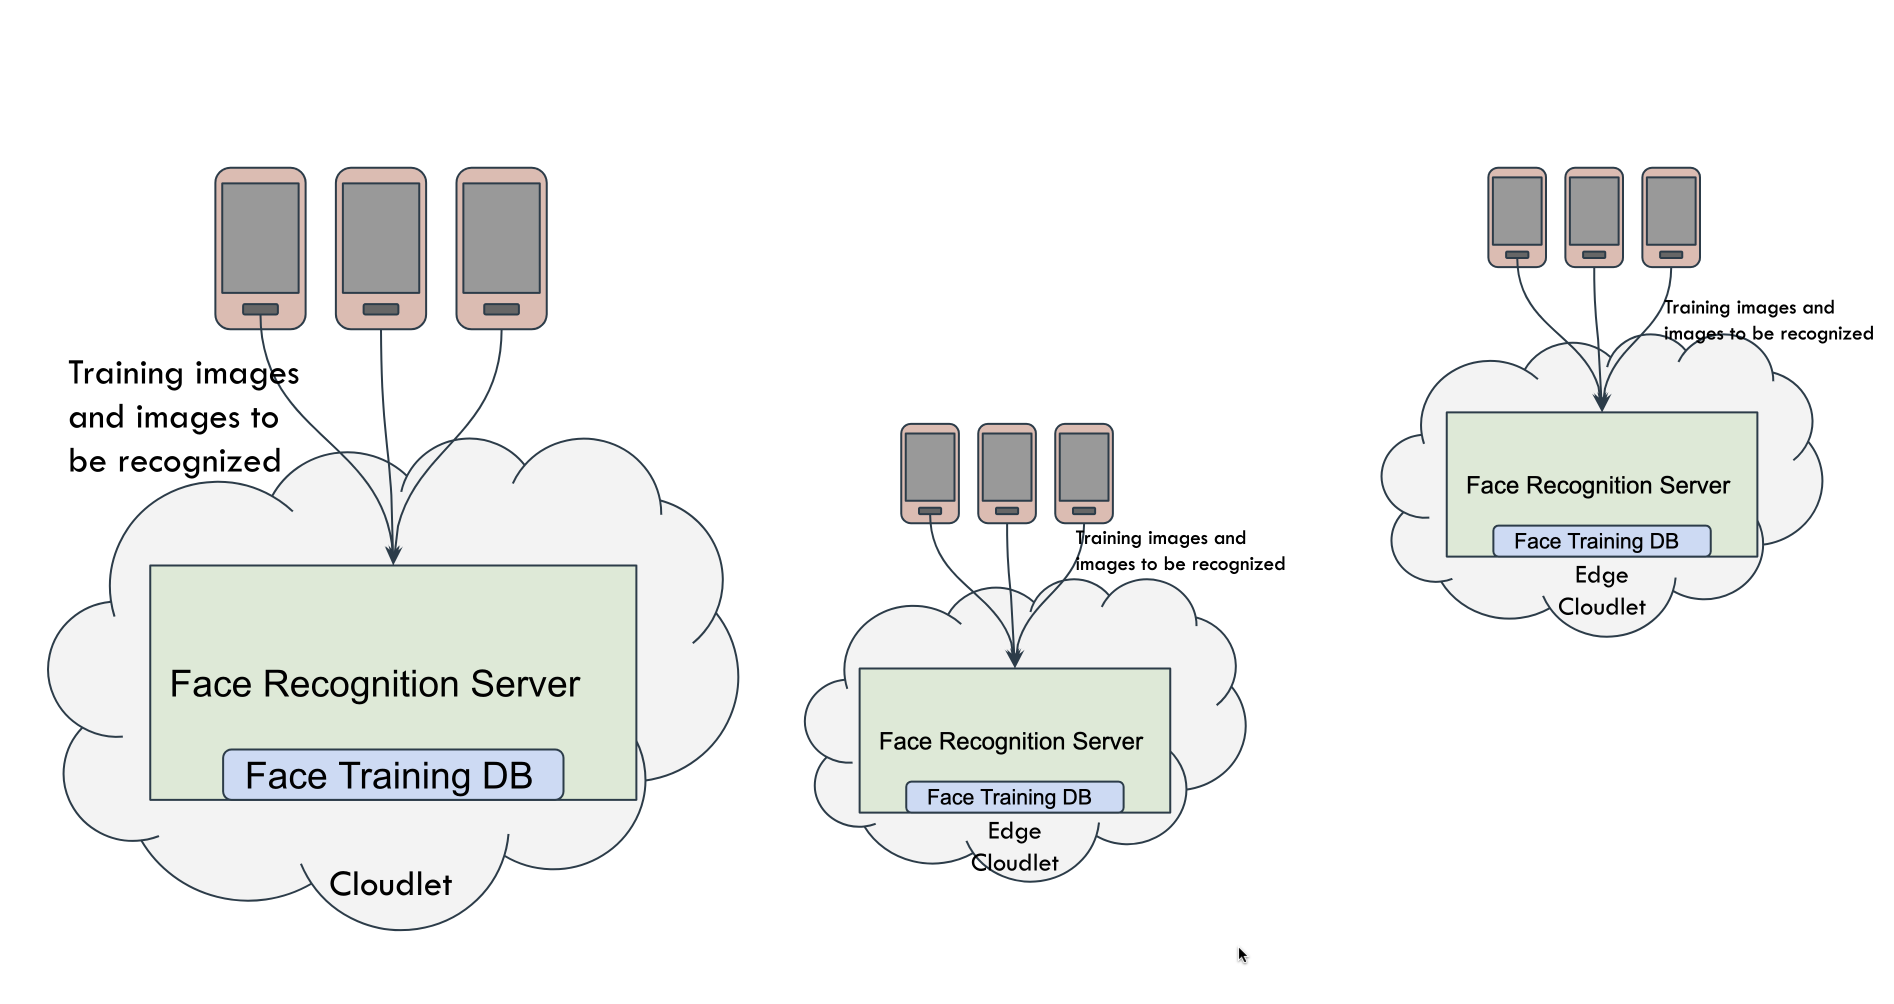 Training images
and images to
be recognized
Face Recognition Server
Face Training DB
Cloudlet
Training images and
images to be recognized
Face Recognition Server
Face Training DB
Edge
Cloudlet
Training images and
images to be recognized
Face Recognition Server
Face Training DB
Edge
Cloudlet